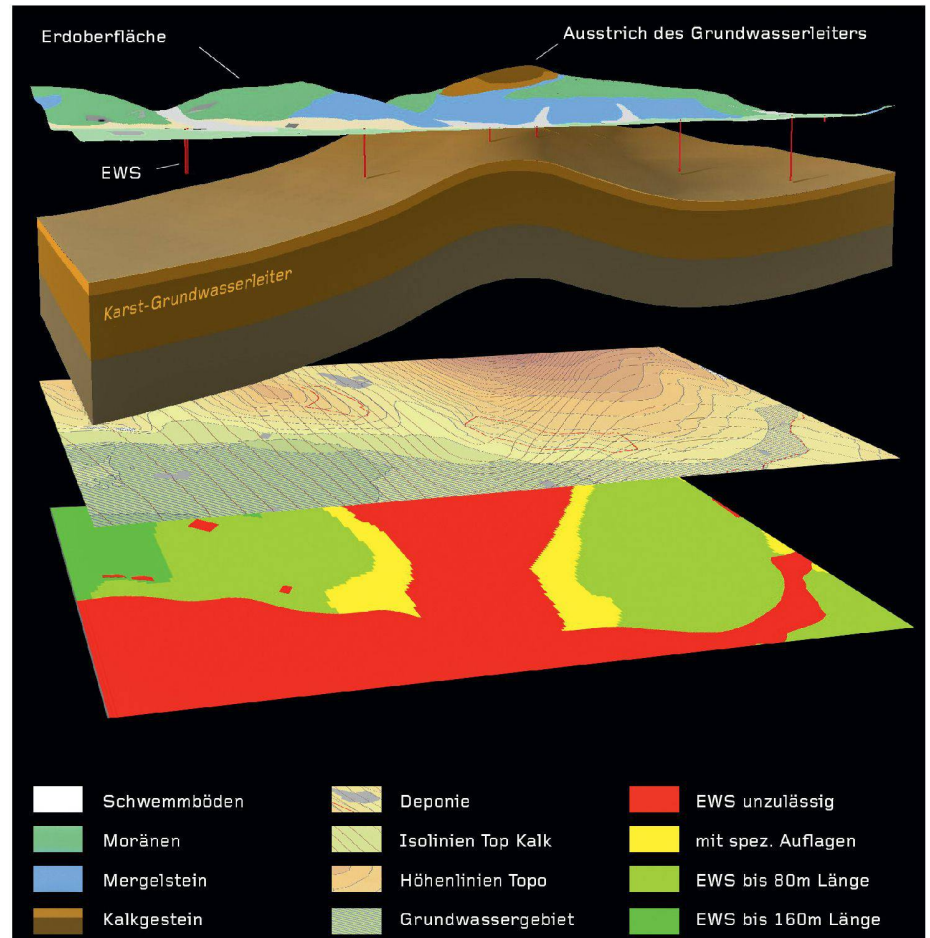 Erdoberfläche
Ausstrich des Grundwasserleiters
EWS
Karst-Grundwasserleiter
Schwemmböden
Moränen
Mergelstein
Kalkgestein
Deponie
Isolinien Top Kalk
Höhenlinien Topo
Grundwassergebiet
EWS unzulässig
mit spez. Auflagen
EWS bis 80m Länge
EWS bis 160m Länge